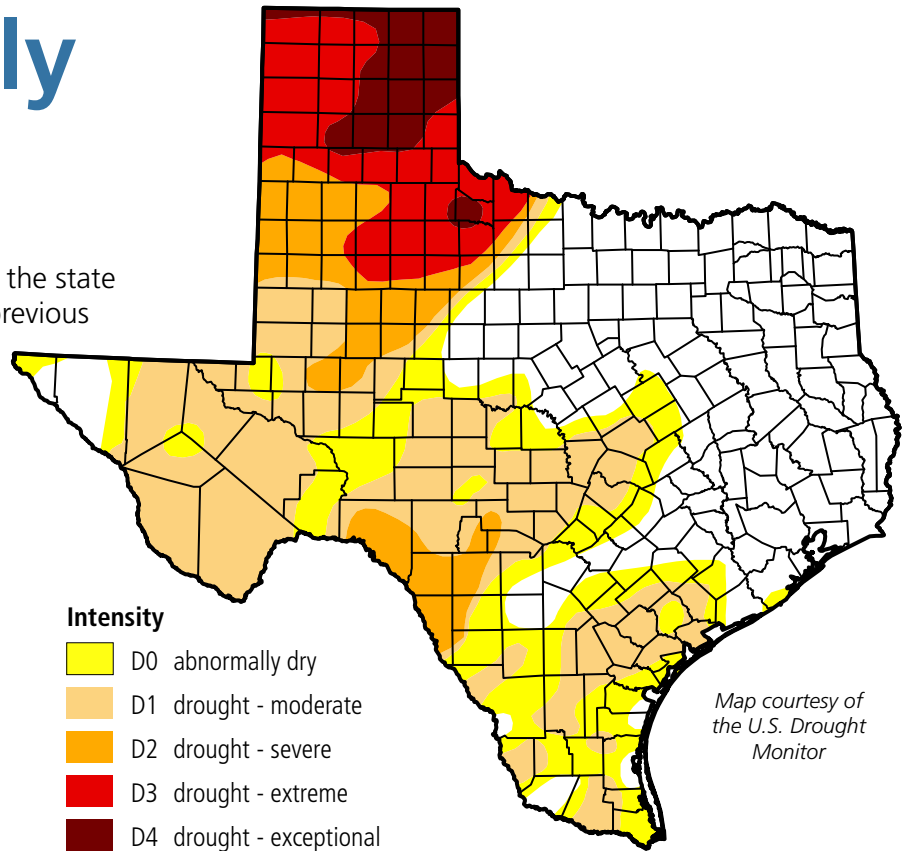 ly
the state
previous
Intensity
D0 abnormally dry
D1 drought - moderate
D2 drought - severe
D3 drought - extreme
D4 drought - exceptional
Map courtesy of
the U.S. Drought
Monitor